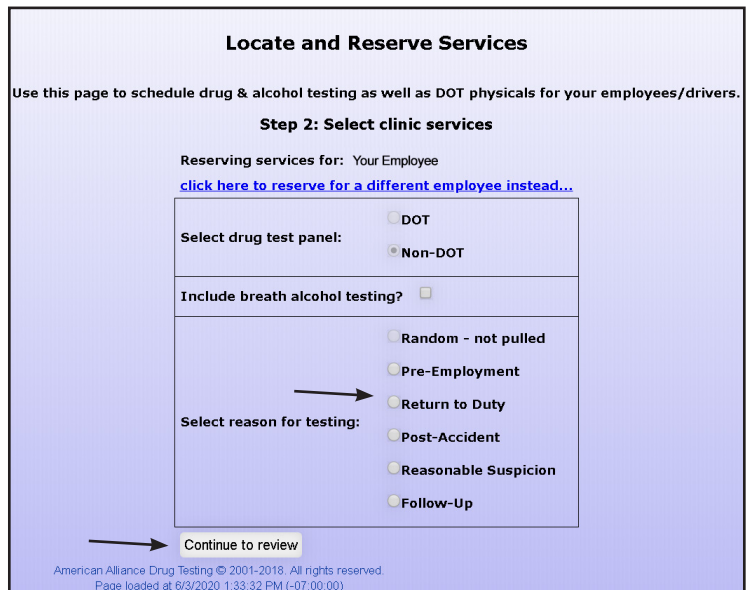 Locate and Reserve Services
Use this page to schedule drug & alcohol testing as well as DOT physicals for your employees/drivers.
Step 2: Select clinic services
Reserving services for: Your Employee
click here to reserve for a different employee instead...
Select drug test panel:
DOT
Non-DOT
Include breath alcohol testing?
Select reason for testing:
Random - not pulled
Pre-Employment
Return to Duty
Post-Accident
Reasonable Suspicion
Follow-Up
Continue to review
American Alliance Drug Testing © 2001-2018. All rights reserved.
Page loaded at 6/3/2020 1:33:32 PM (-07:00:00)